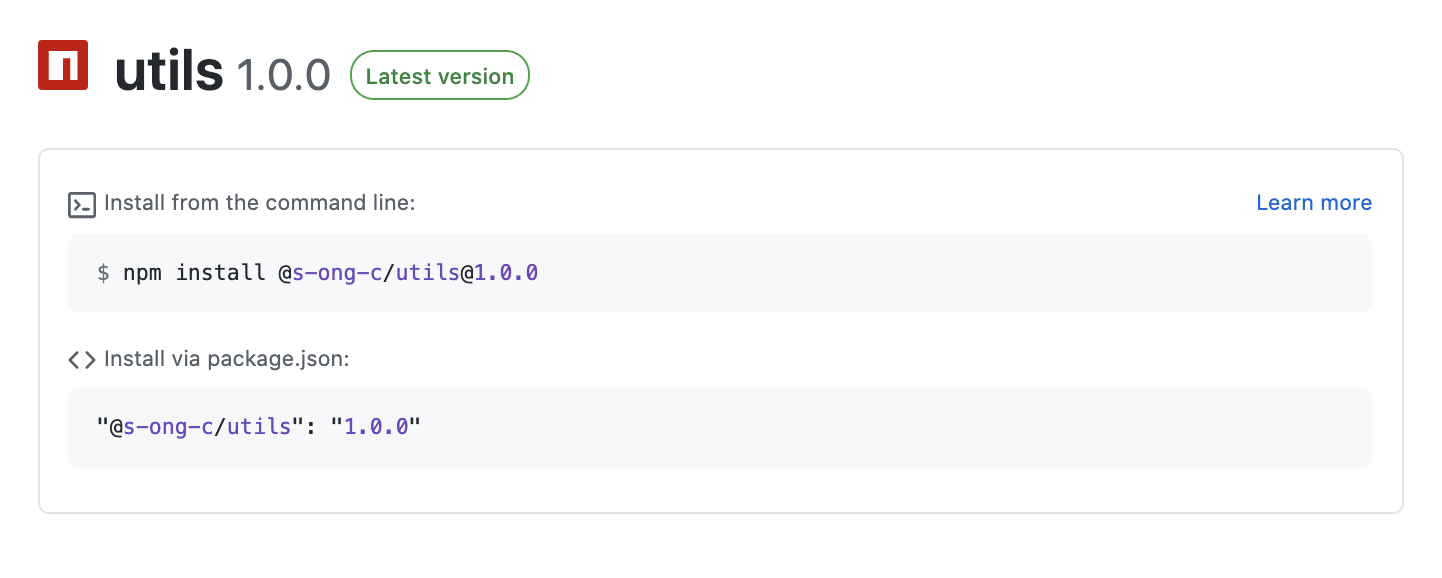 utils 1.0.0 Latest version
Install from the command line: Learn more
$ npm install @s-ong-c/utils@1.0.0
Install via package.json:
"@s-ong-c/utils": "1.0.0"